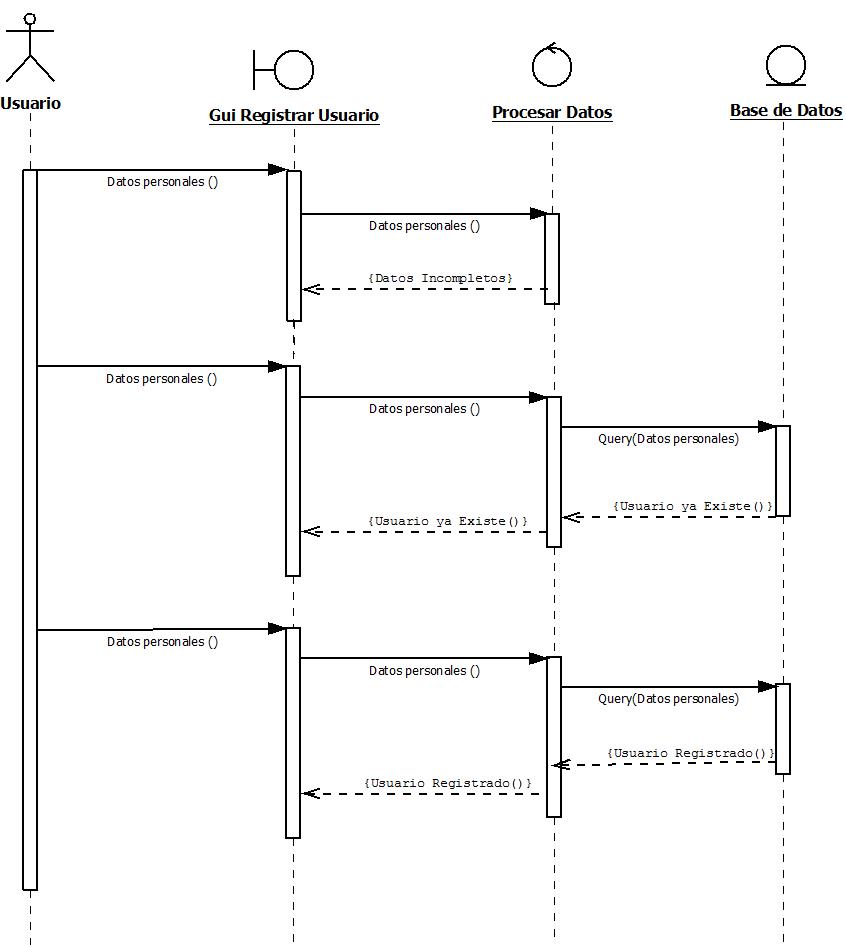 Usuario
Gui Registrar Usuario
Procesar Datos
Base de Datos
Datos personales ()
Datos personales ()
{Datos Incompletos}
Datos personales ()
Datos personales ()
Query(Datos personales)
{Usuario ya Existe()}
{Usuario ya Existe()}
Datos personales ()
Datos personales ()
Query(Datos personales)
{Usuario Registrado()}
{Usuario Registrado()}